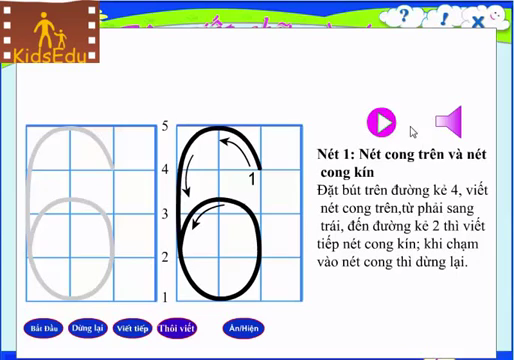 KidsEdu
?
!
x
5
4
1
3
2
1
Nét 1: Nét cong trên và nét
cong kín
Đặt bút trên đường kẻ 4, viết
nét cong trên,từ phải sang
trái, đến đường kẻ 2 thì viết
tiếp nét cong kín; khi chạm
vào nét cong thì dừng lại.
Bắt Đầu
Dừng lại
Viết tiếp
Thôi viết
Ẩn/Hiện